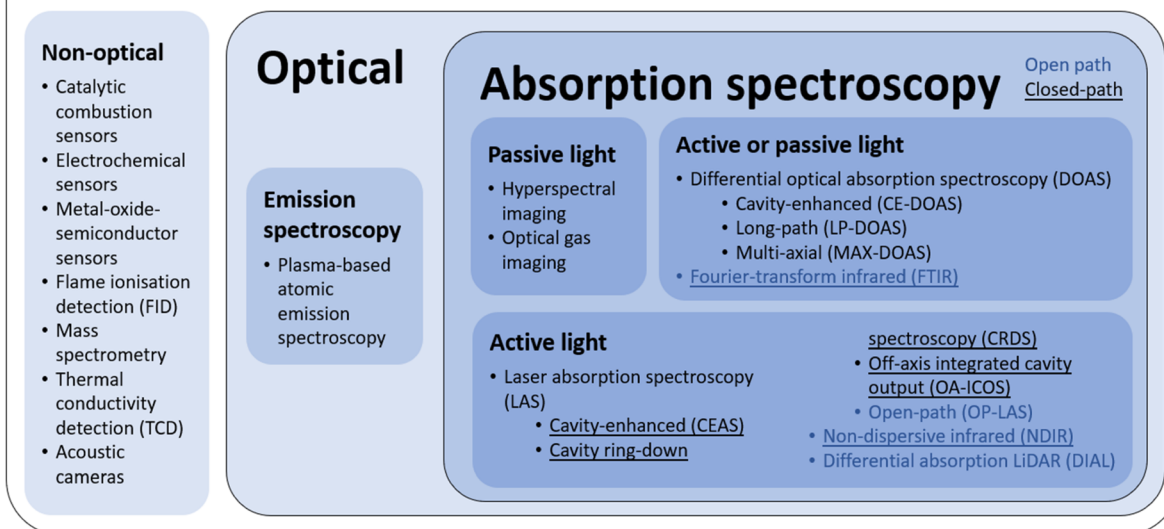 Non-optical
• Catalytic
combustion
sensors
• Electrochemical
sensors
• Metal-oxide-
semiconductor
sensors
• Flame ionisation
detection (FID)
• Mass
spectrometry
• Thermal
conductivity
detection (TCD)
• Acoustic
cameras
Optical
Emission
spectroscopy
• Plasma-based
atomic
emission
spectroscopy
Absorption spectroscopy
Open path
Closed-path
Passive light
• Hyperspectral
imaging
• Optical gas
imaging
Active or passive light
• Differential optical absorption spectroscopy (DOAS)
• Cavity-enhanced (CE-DOAS)
• Long-path (LP-DOAS)
• Multi-axial (MAX-DOAS)
• Fourier-transform infrared (FTIR)
Active light
• Laser absorption spectroscopy
(LAS)
• Cavity-enhanced (CEAS)
• Cavity ring-down
spectroscopy (CRDS)
• Off-axis integrated cavity
output (OA-ICOS)
• Open-path (OP-LAS)
• Non-dispersive infrared (NDIR)
• Differential absorption LiDAR (DIAL)